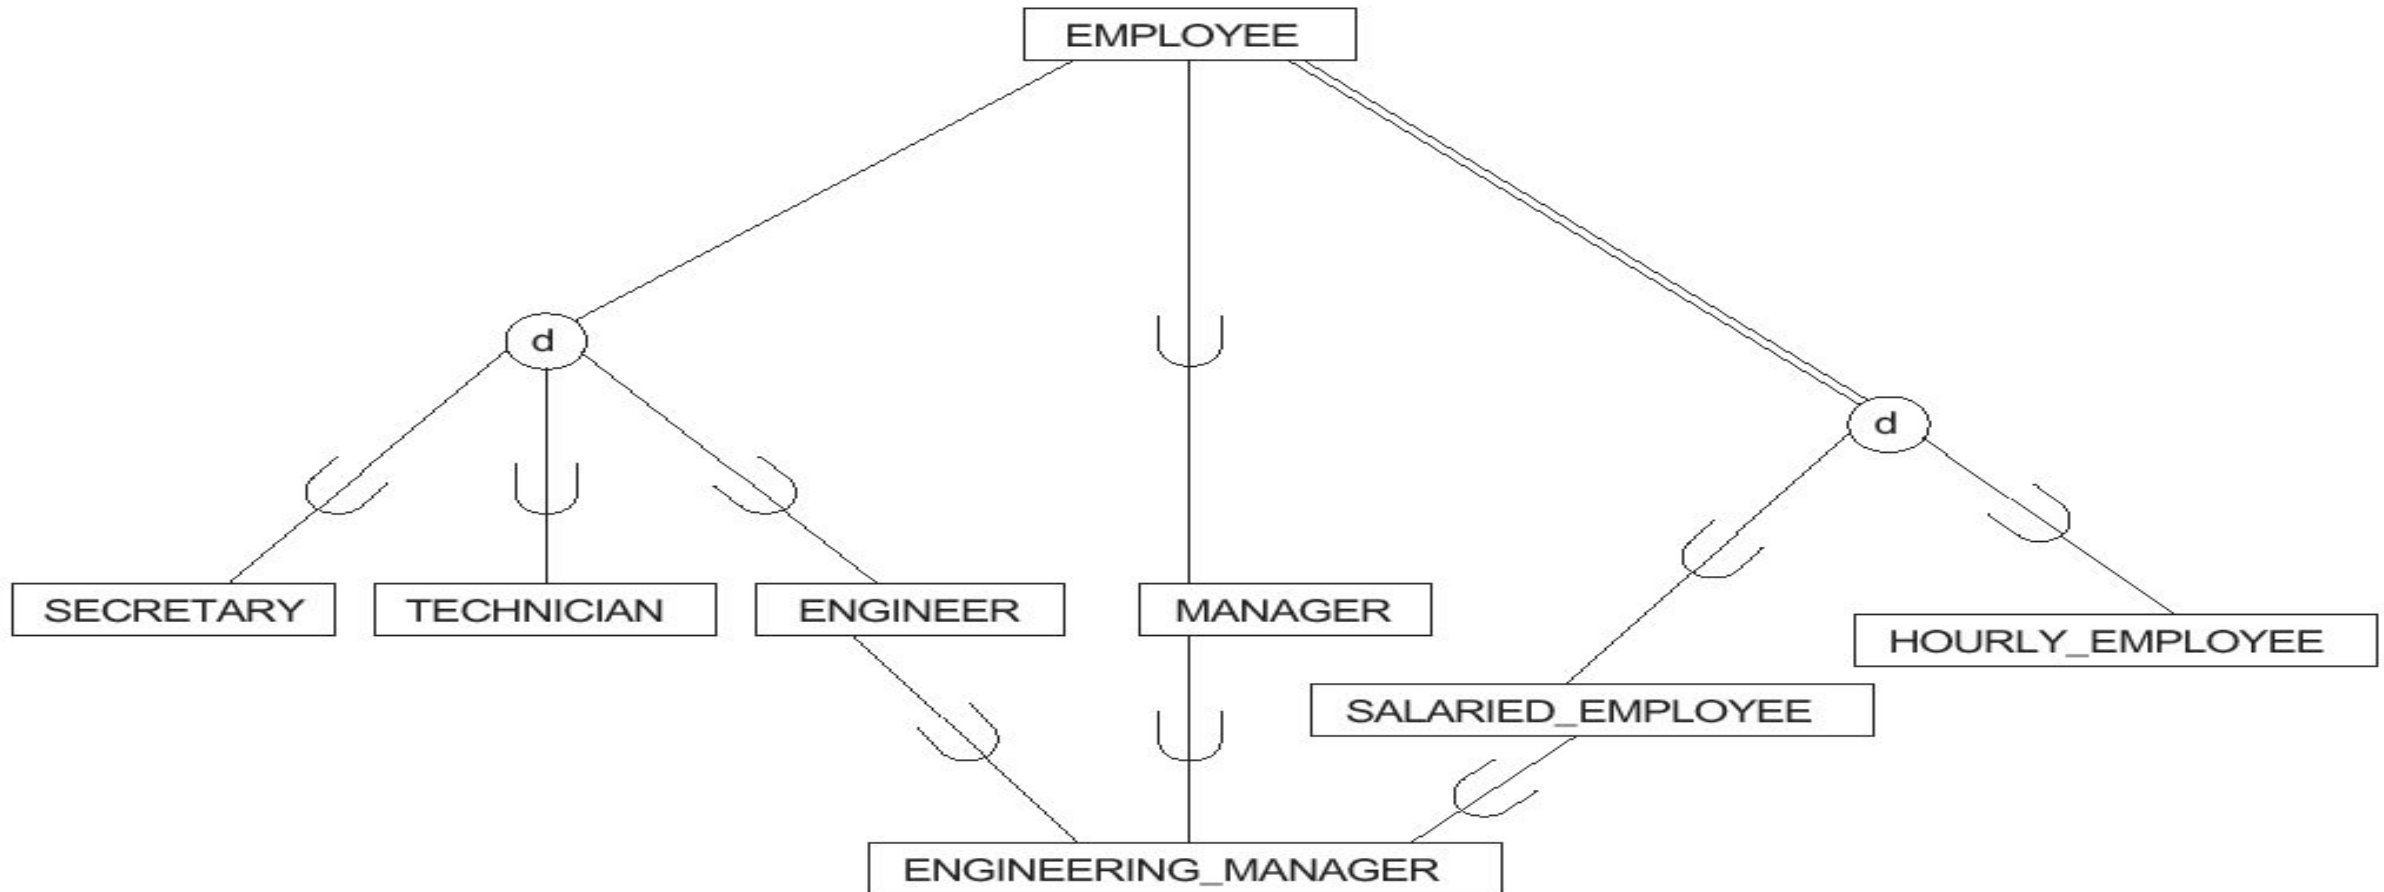 EMPLOYEE
d
d
SECRETARY
TECHNICIAN
ENGINEER
MANAGER
HOURLY_EMPLOYEE
SALARIED_EMPLOYEE
ENGINEERING_MANAGER